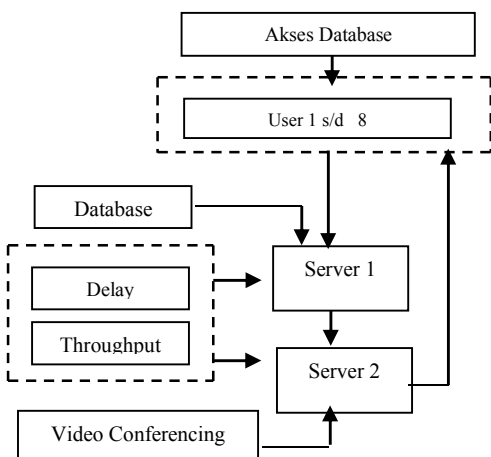 Akses Database
User 1 s/d 8
Database
Server 1
Delay
Throughput
Server 2
Video Conferencing